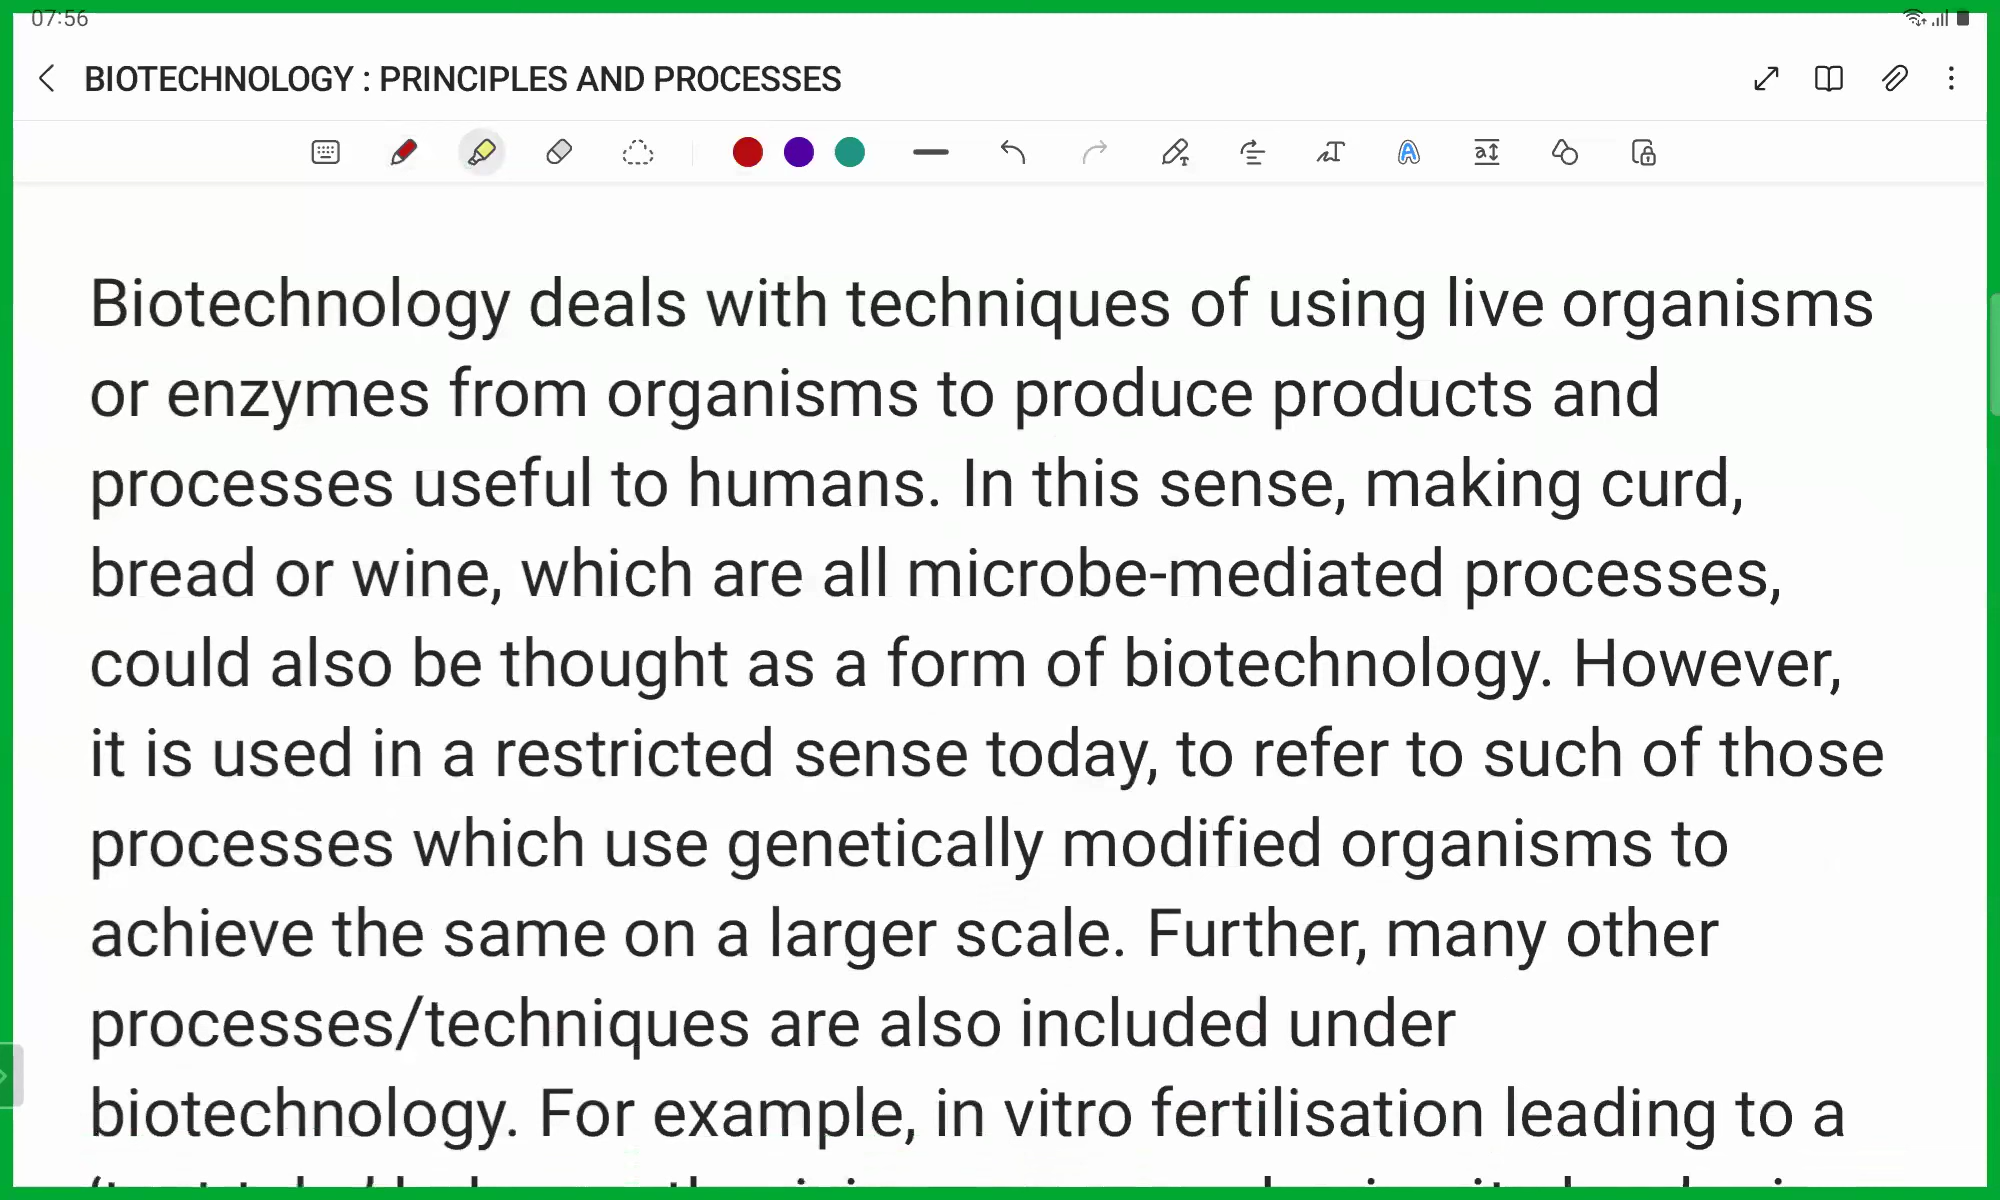 07:56
BIOTECHNOLOGY : PRINCIPLES AND PROCESSES
Biotechnology deals with techniques of using live organisms
or enzymes from organisms to produce products and
processes useful to humans. In this sense, making curd,
bread or wine, which are all microbe-mediated processes,
could also be thought as a form of biotechnology. However,
it is used in a restricted sense today, to refer to such of those
processes which use genetically modified organisms to
achieve the same on a larger scale. Further, many other
processes/techniques are also included under
biotechnology. For example, in vitro fertilisation leading to a